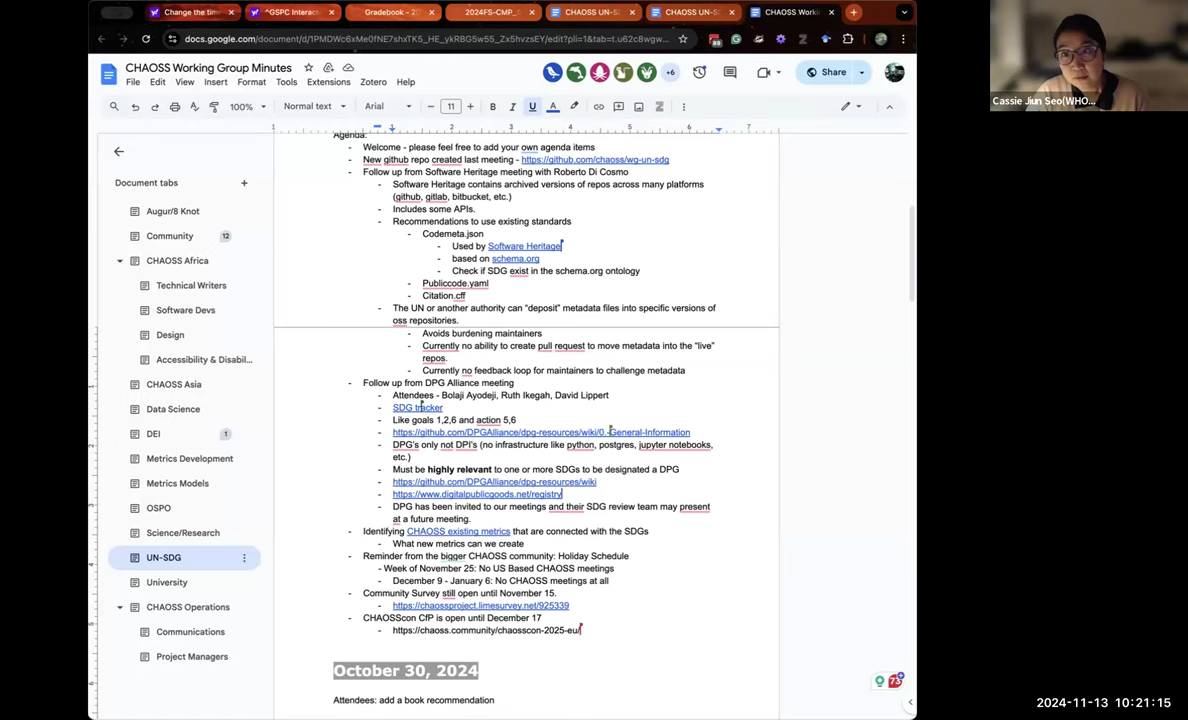 Change the time
^GSPC Interac
Gradebook - 20
2024FS-CMP_S
CHAOSS UN-S
CHAOSS UN-S
CHAOSS Worki
docs.google.com/document/d/1PMDWc6xMe0fNE7shxTK5_HE_ykRBG5w55_Zx5hvzsEY/edit?pli=1&tab=t.u62c8wgw...
CHAOSS Working Group Minutes
+6
Share
File Edit View Insert Format Tools Extensions Zotero Help
100% Normal text Arial 11
1 1 2 3 4 5 6 7
Document tabs
Augur/8 Knot
Community 12
CHAOSS Africa
Technical Writers
Software Devs
Design
Accessibility & Disabil...
CHAOSS Asia
Data Science
DEI 1
Metrics Development
Metrics Models
OSPO
Science/Research
UN-SDG
University
CHAOSS Operations
Communications
Project Managers
Agenda:
- Welcome - please feel free to add your own agenda items
- New github repo created last meeting - https://github.com/chaoss/wg-un-sdg
- Follow up from Software Heritage meeting with Roberto Di Cosmo
- Software Heritage contains archived versions of repos across many platforms
(github, gitlab, bitbucket, etc.)
- Includes some APIs.
- Recommendations to use existing standards
- Codemeta.json
- Used by Software Heritage
- based on schema.org
- Check if SDG exist in the schema.org ontology
- Publiccode.yaml
- Citation.cff
- The UN or another authority can "deposit" metadata files into specific versions of
oss repositories.
- Avoids burdening maintainers
- Currently no ability to create pull request to move metadata into the "live"
repos.
- Currently no feedback loop for maintainers to challenge metadata
- Follow up from DPG Alliance meeting
- Attendees - Bolaji Ayodeji, Ruth Ikegah, David Lippert
- SDG tracker
- Like goals 1,2,6 and action 5,6
- https://github.com/DPGAlliance/dpg-resources/wiki/0.-General-Information
- DPG's only not DPI's (no infrastructure like python, postgres, jupyter notebooks,
etc.)
- Must be highly relevant to one or more SDGs to be designated a DPG
- https://github.com/DPGAlliance/dpg-resources/wiki
- https://www.digitalpublicgoods.net/registry
- DPG has been invited to our meetings and their SDG review team may present
at a future meeting.
- Identifying CHAOSS existing metrics that are connected with the SDGs
- What new metrics can we create
- Reminder from the bigger CHAOSS community: Holiday Schedule
- Week of November 25: No US Based CHAOSS meetings
- December 9 - January 6: No CHAOSS meetings at all
- Community Survey still open until November 15.
- https://chaossproject.limesurvey.net/925339
- CHAOSScon CfP is open until December 17
- https://chaoss.community/chaosscon-2025-eu/
October 30, 2024
Attendees: add a book recommendation
73
Cassie Jiun Seo(WHO...
2024-11-13 10:21:15